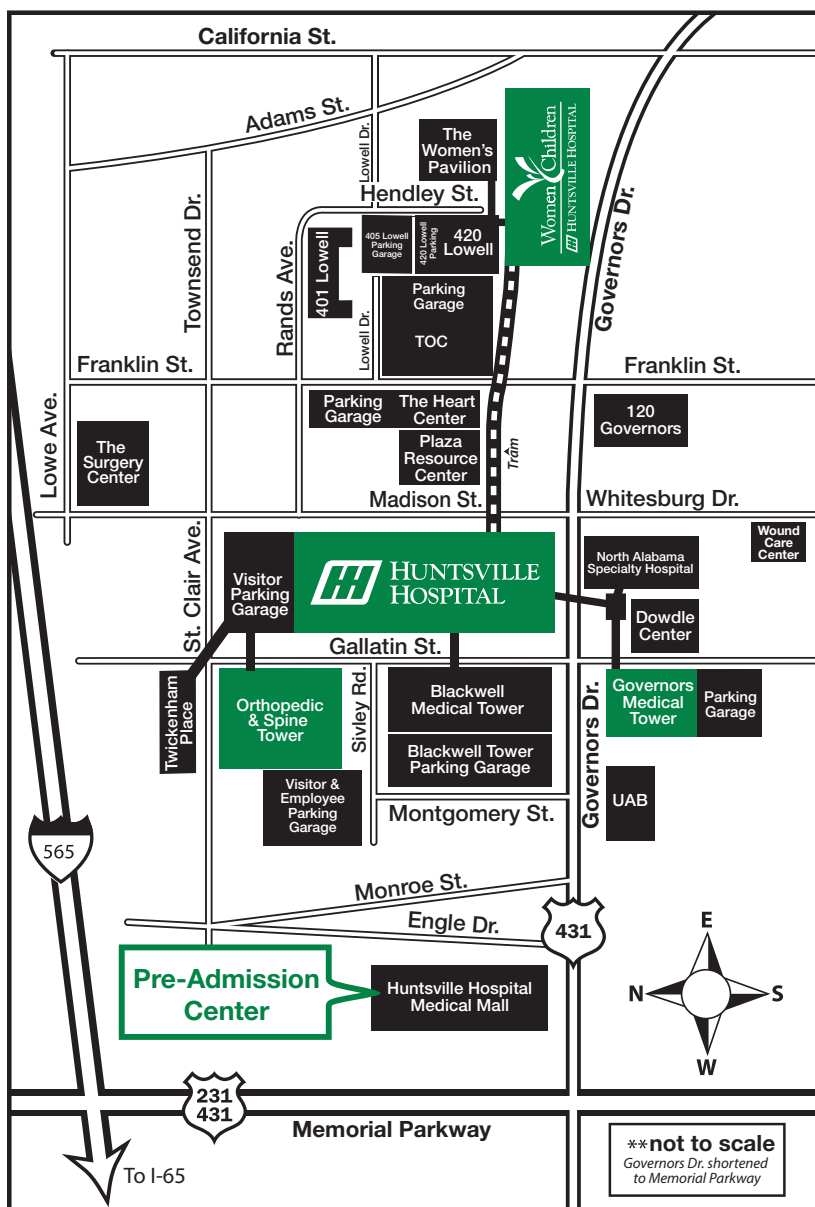 California St.
Adams St.
Lowell Dr.
The
Women's
Pavilion
Women & Children
HUNTSVILLE HOSPITAL
Hendley St.
Governors Dr.
Townsend Dr.
Rands Ave.
401 Lowell
405 Lowell
Parking
Garage
420 Lowell
Parking
420
Lowell
Parking
Garage
TOC
Lowell Dr.
Franklin St.
Franklin St.
Lowe Ave.
The
Surgery
Center
Parking
Garage
The Heart
Center
Plaza
Resource
Center
Tram
120
Governors
Madison St.
Whitesburg Dr.
St. Clair Ave.
Visitor
Parking
Garage
HUNTSVILLE
HOSPITAL
North Alabama
Specialty Hospital
Wound
Care
Center
Dowdle
Center
Gallatin St.
Twickenham
Place
Orthopedic
& Spine
Tower
Sivley Rd.
Blackwell
Medical Tower
Blackwell Tower
Parking Garage
Governors Dr.
Governors
Medical
Tower
Parking
Garage
Visitor &
Employee
Parking
Garage
Montgomery St.
UAB
565
Monroe St.
Engle Dr.
431
Pre-Admission
Center
Huntsville Hospital
Medical Mall
E
N
S
W
231
431
Memorial Parkway
To I-65
**not to scale
Governors Dr. shortened
to Memorial Parkway